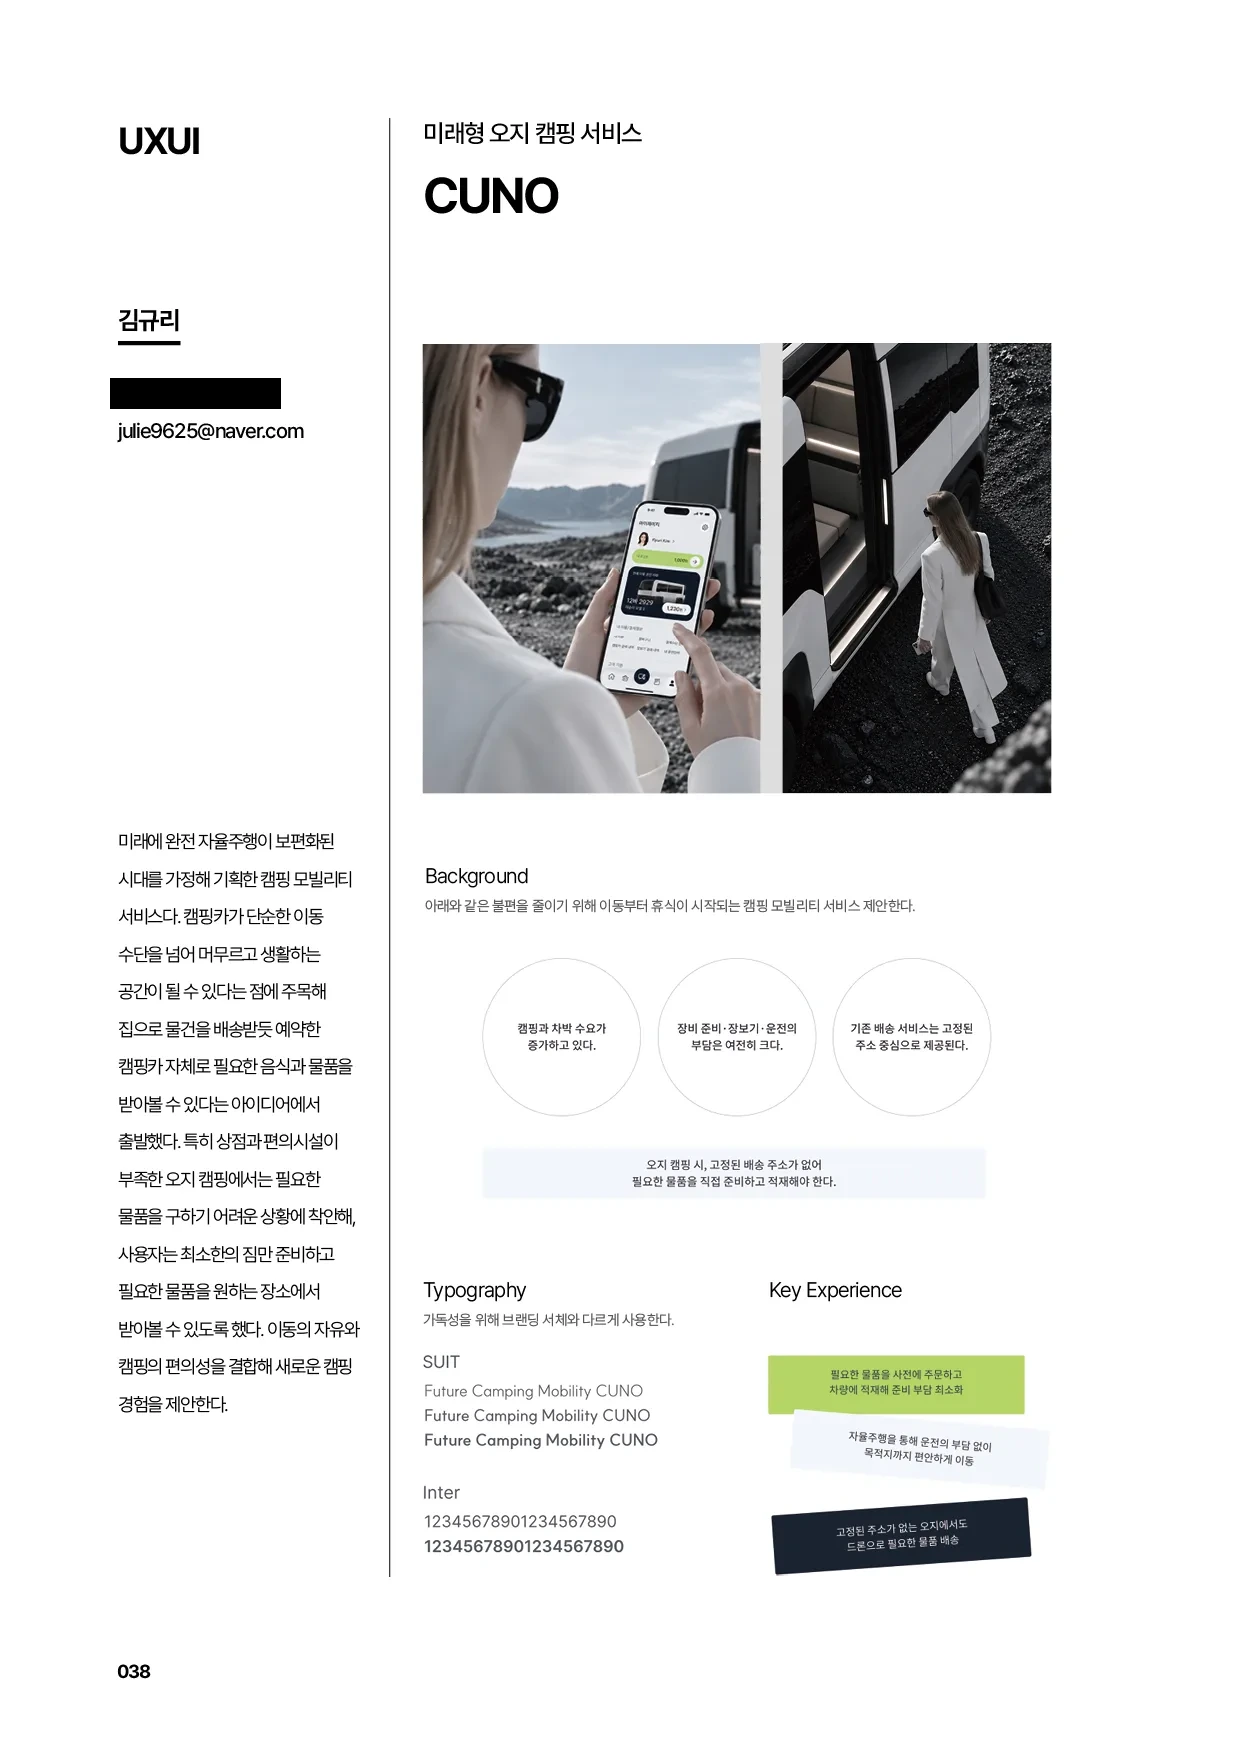 UXUI
김규리
julie9625@naver.com
미래에 완전 자율주행이 보편화된
시대를 가정해 기획한 캠핑 모빌리티
서비스다. 캠핑카가 단순한 이동
수단을 넘어 머무르고 생활하는
공간이 될 수 있다는 점에 주목해
집으로 물건을 배송받듯 예약한
캠핑카 자체로 필요한 음식과 물품을
받아볼 수 있다는 아이디어에서
출발했다. 특히 상점과 편의시설이
부족한 오지 캠핑에서는 필요한
물품을 구하기 어려운 상황에 착안해,
사용자는 최소한의 짐만 준비하고
필요한 물품을 원하는 장소에서
받아볼 수 있도록 했다. 이동의 자유와
캠핑의 편의성을 결합해 새로운 캠핑
경험을 제안한다.
미래형 오지 캠핑 서비스
CUNO
마이페이지
12허 2929
Background
아래와 같은 불편을 줄이기 위해 이동부터 휴식이 시작되는 캠핑 모빌리티 서비스 제안한다.
캠핑과 차박 수요가
증가하고 있다.
장비 준비·장보기·운전의
부담은 여전히 크다.
기존 배송 서비스는 고정된
주소 중심으로 제공된다.
오지 캠핑 시, 고정된 배송 주소가 없어
필요한 물품을 직접 준비하고 적재해야 한다.
Typography
가독성을 위해 브랜딩 서체와 다르게 사용한다.
SUIT
Future Camping Mobility CUNO
Future Camping Mobility CUNO
Future Camping Mobility CUNO
Inter
12345678901234567890
12345678901234567890
Key Experience
필요한 물품을 사전에 주문하고
차량에 적재해 준비 부담 최소화
자율주행을 통해 운전의 부담 없이
목적지까지 편안하게 이동
고정된 주소가 없는 오지에서도
드론으로 필요한 물품 배송
038